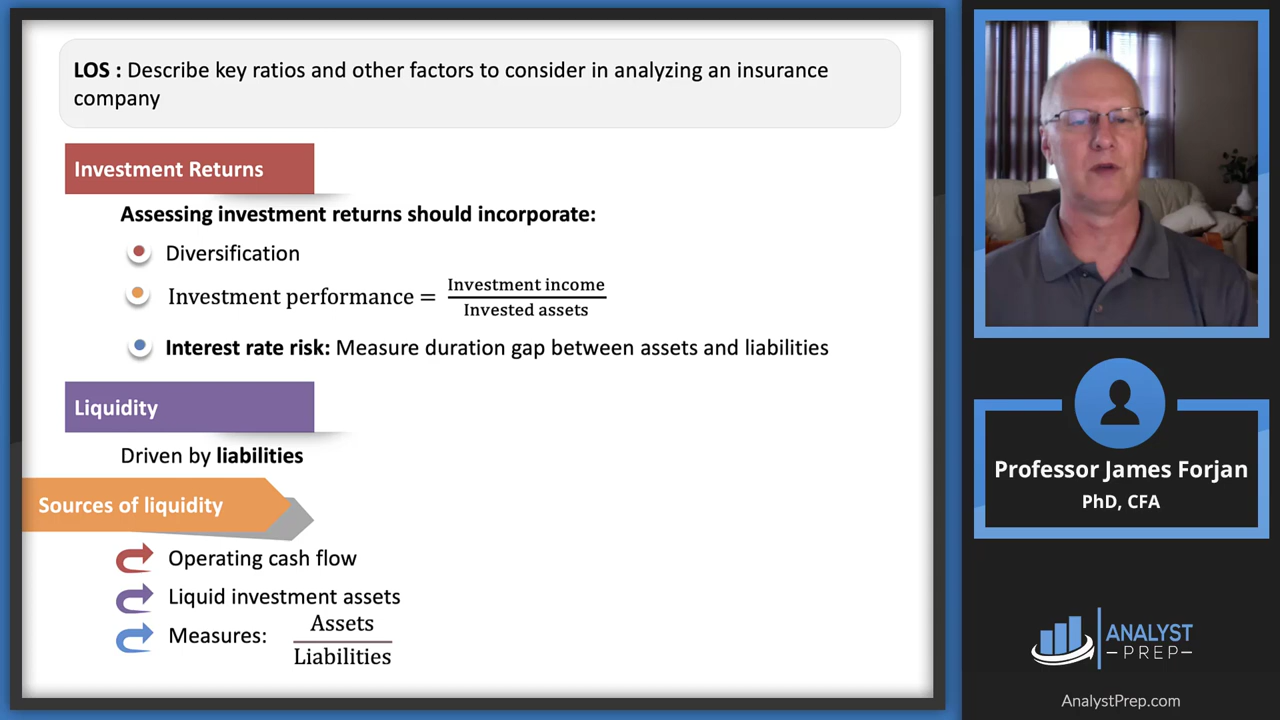 LOS : Describe key ratios and other factors to consider in analyzing an insurance
company
Investment Returns
Assessing investment returns should incorporate:
Diversification
Investment performance = Investment income
Invested assets
Interest rate risk: Measure duration gap between assets and liabilities
Liquidity
Driven by liabilities
Sources of liquidity
Operating cash flow
Liquid investment assets
Measures: Assets
Liabilities
Professor James Forjan
PhD, CFA
ANALYST
–PREP–
AnalystPrep.com